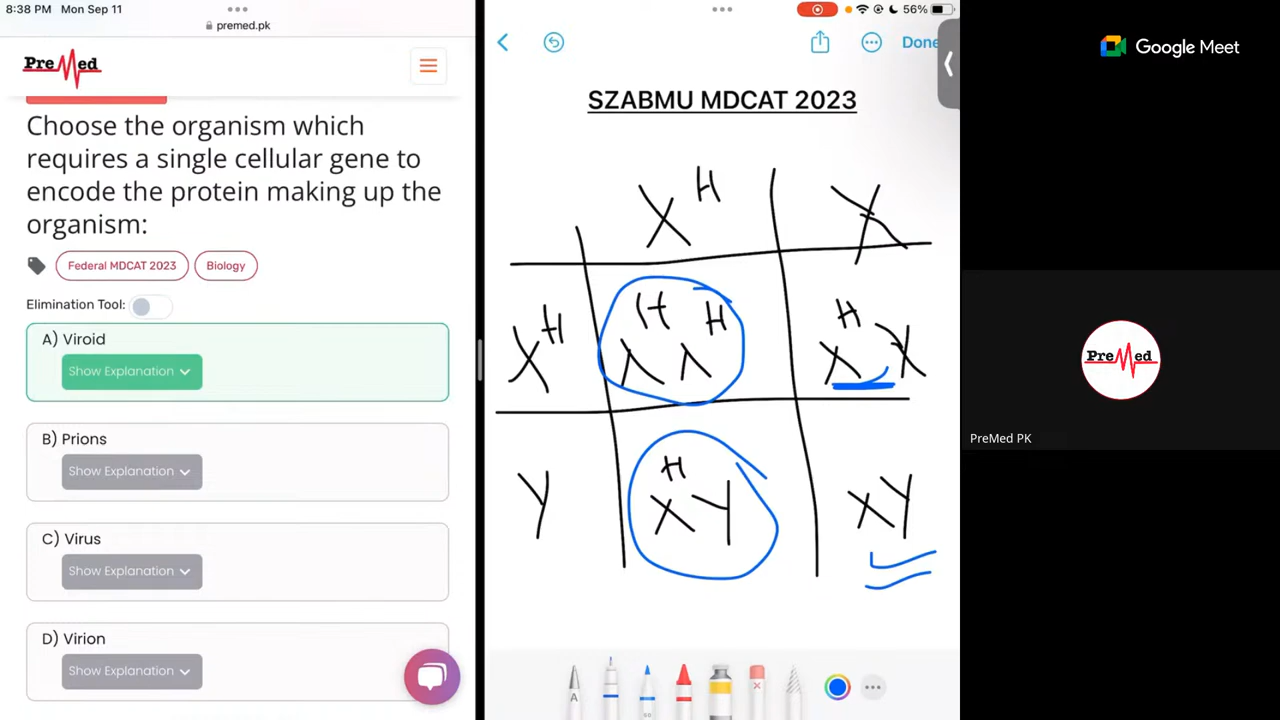 8:38 PM Mon Sep 11
premed.pk
PreMed
Choose the organism which
requires a single cellular gene to
encode the protein making up the
organism:
Federal MDCAT 2023
Biology
Elimination Tool:
A) Viroid
Show Explanation
B) Prions
Show Explanation
C) Virus
Show Explanation
D) Virion
Show Explanation
56%
Done
SZABMU MDCAT 2023
X^H X
X^H X^H X^H X^H X
Y X^H Y XY
A
Google Meet
PreMed
PreMed PK